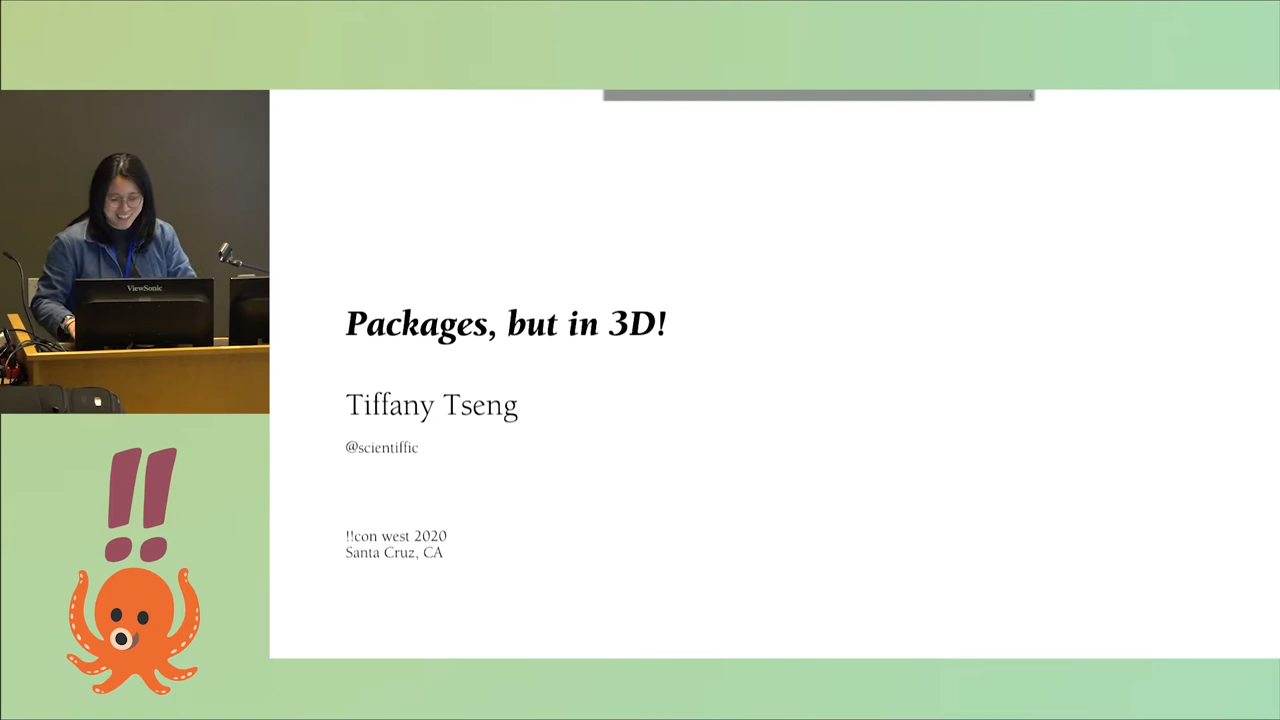 ViewSonic
Packages, but in 3D!
Tiffany Tseng
@scientiffic
!!con west 2020
Santa Cruz, CA
!!